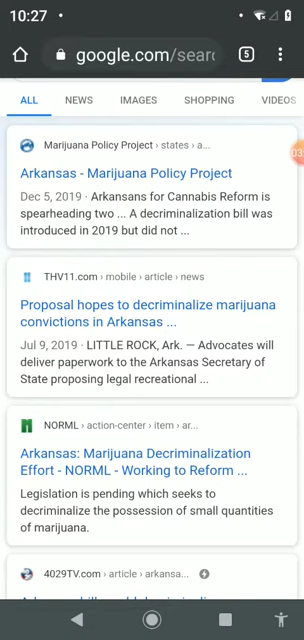 10:27
google.com/searc
5
ALL NEWS IMAGES SHOPPING VIDEOS
Marijuana Policy Project › states › a...
Arkansas - Marijuana Policy Project
Dec 5, 2019 · Arkansans for Cannabis Reform is
spearheading two ... A decriminalization bill was
introduced in 2019 but did not ...
THV11.com › mobile › article › news
Proposal hopes to decriminalize marijuana
convictions in Arkansas ...
Jul 9, 2019 · LITTLE ROCK, Ark. — Advocates will
deliver paperwork to the Arkansas Secretary of
State proposing legal recreational ...
NORML › action-center › item › ar...
Arkansas: Marijuana Decriminalization
Effort - NORML - Working to Reform ...
Legislation is pending which seeks to
decriminalize the possession of small quantities
of marijuana.
4029TV.com › article › arkansa...